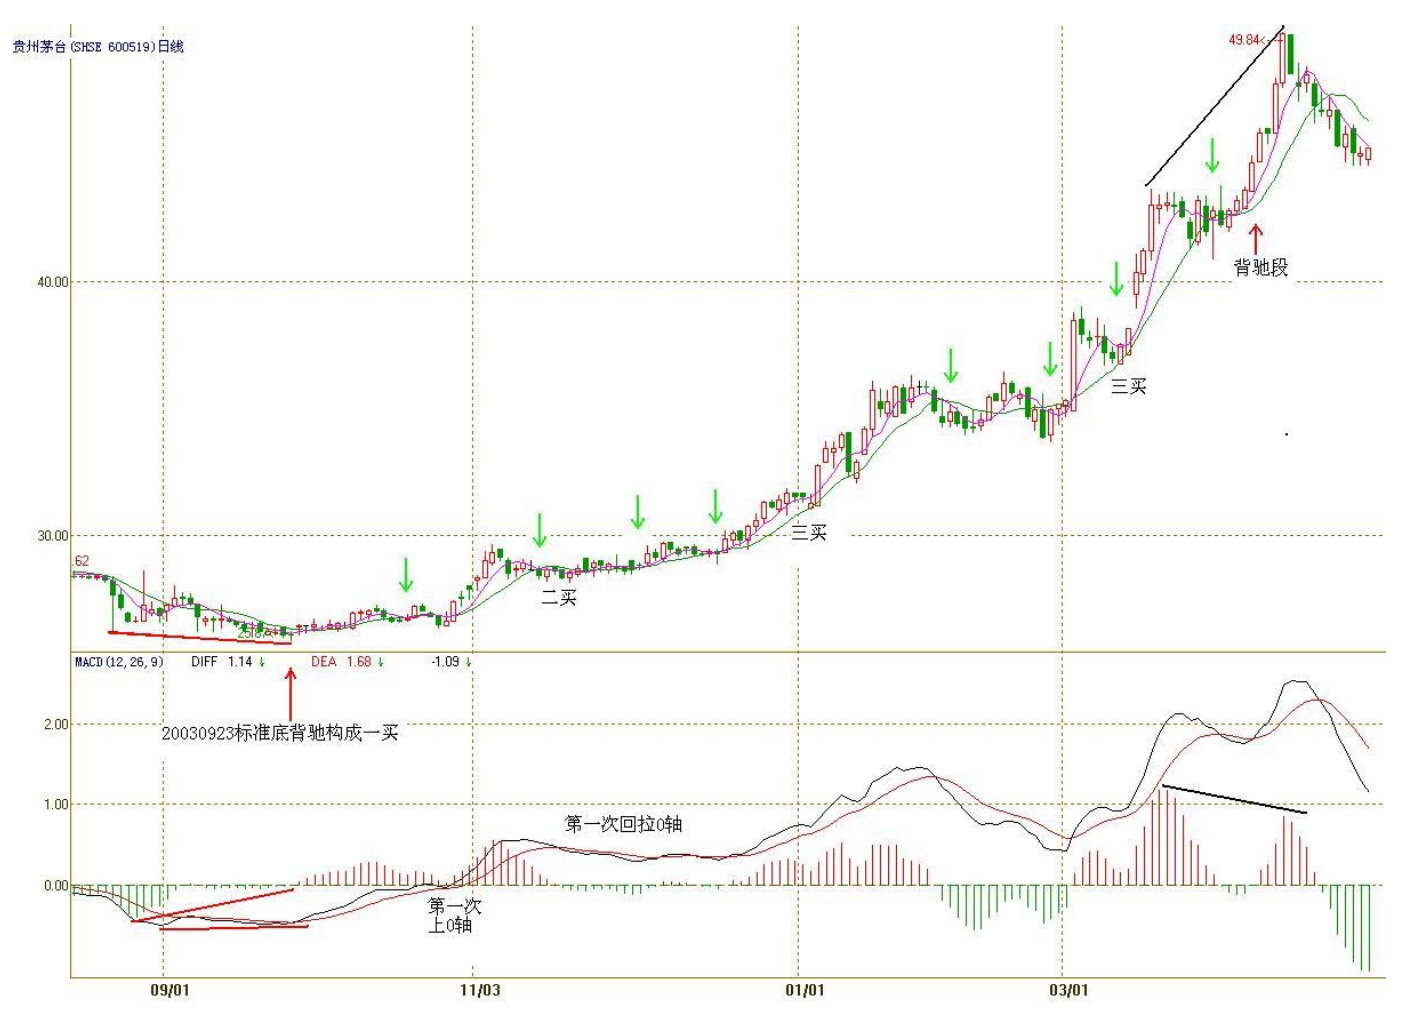 贵州茅台(SHSE 600519)日线
49.84<
背驰段
40.00
三买
30.00
三买
.62
二买
MACD(12,26,9) DIFF 1.14↓ DEA 1.68↓ -1.09↓
20030923标准底背驰构成一买
2.00
1.00
第一次回拉0轴
0.00
第一次
上0轴
09/01 11/03 01/01 03/01